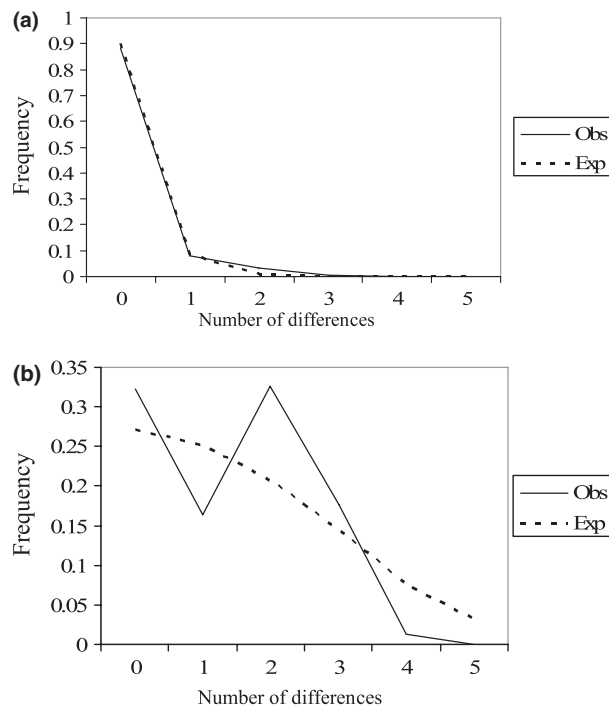 (a)
1
0.9
0.8
0.7
0.6
0.5
0.4
0.3
0.2
0.1
0
Frequency
0 1 2 3 4 5
Number of differences
Obs
Exp
(b)
0.35
0.3
0.25
0.2
0.15
0.1
0.05
0
Frequency
0 1 2 3 4 5
Number of differences
Obs
Exp